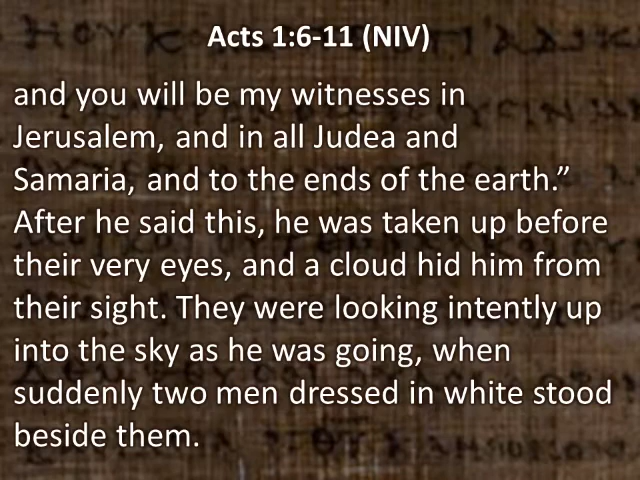 Acts 1:6-11 (NIV)
and you will be my witnesses in
Jerusalem, and in all Judea and
Samaria, and to the ends of the earth.”
After he said this, he was taken up before
their very eyes, and a cloud hid him from
their sight. They were looking intently up
into the sky as he was going, when
suddenly two men dressed in white stood
beside them.